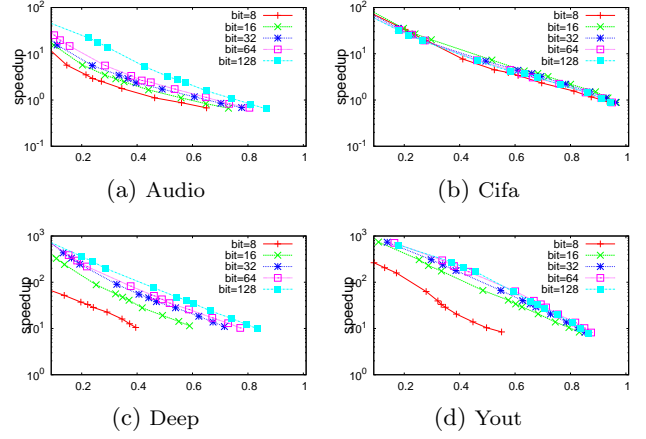 bit=8
bit=16
bit=32
bit=64
bit=128
speedup
10^2
10^1
10^0
10^-1
0.2 0.4 0.6 0.8 1
(a) Audio
bit=8
bit=16
bit=32
bit=64
bit=128
speedup
10^2
10^1
10^0
10^-1
0.2 0.4 0.6 0.8 1
(b) Cifa
bit=8
bit=16
bit=32
bit=64
bit=128
speedup
10^3
10^2
10^1
10^0
0.2 0.4 0.6 0.8 1
(c) Deep
bit=8
bit=16
bit=32
bit=64
bit=128
speedup
10^3
10^2
10^1
10^0
0.2 0.4 0.6 0.8 1
(d) Yout